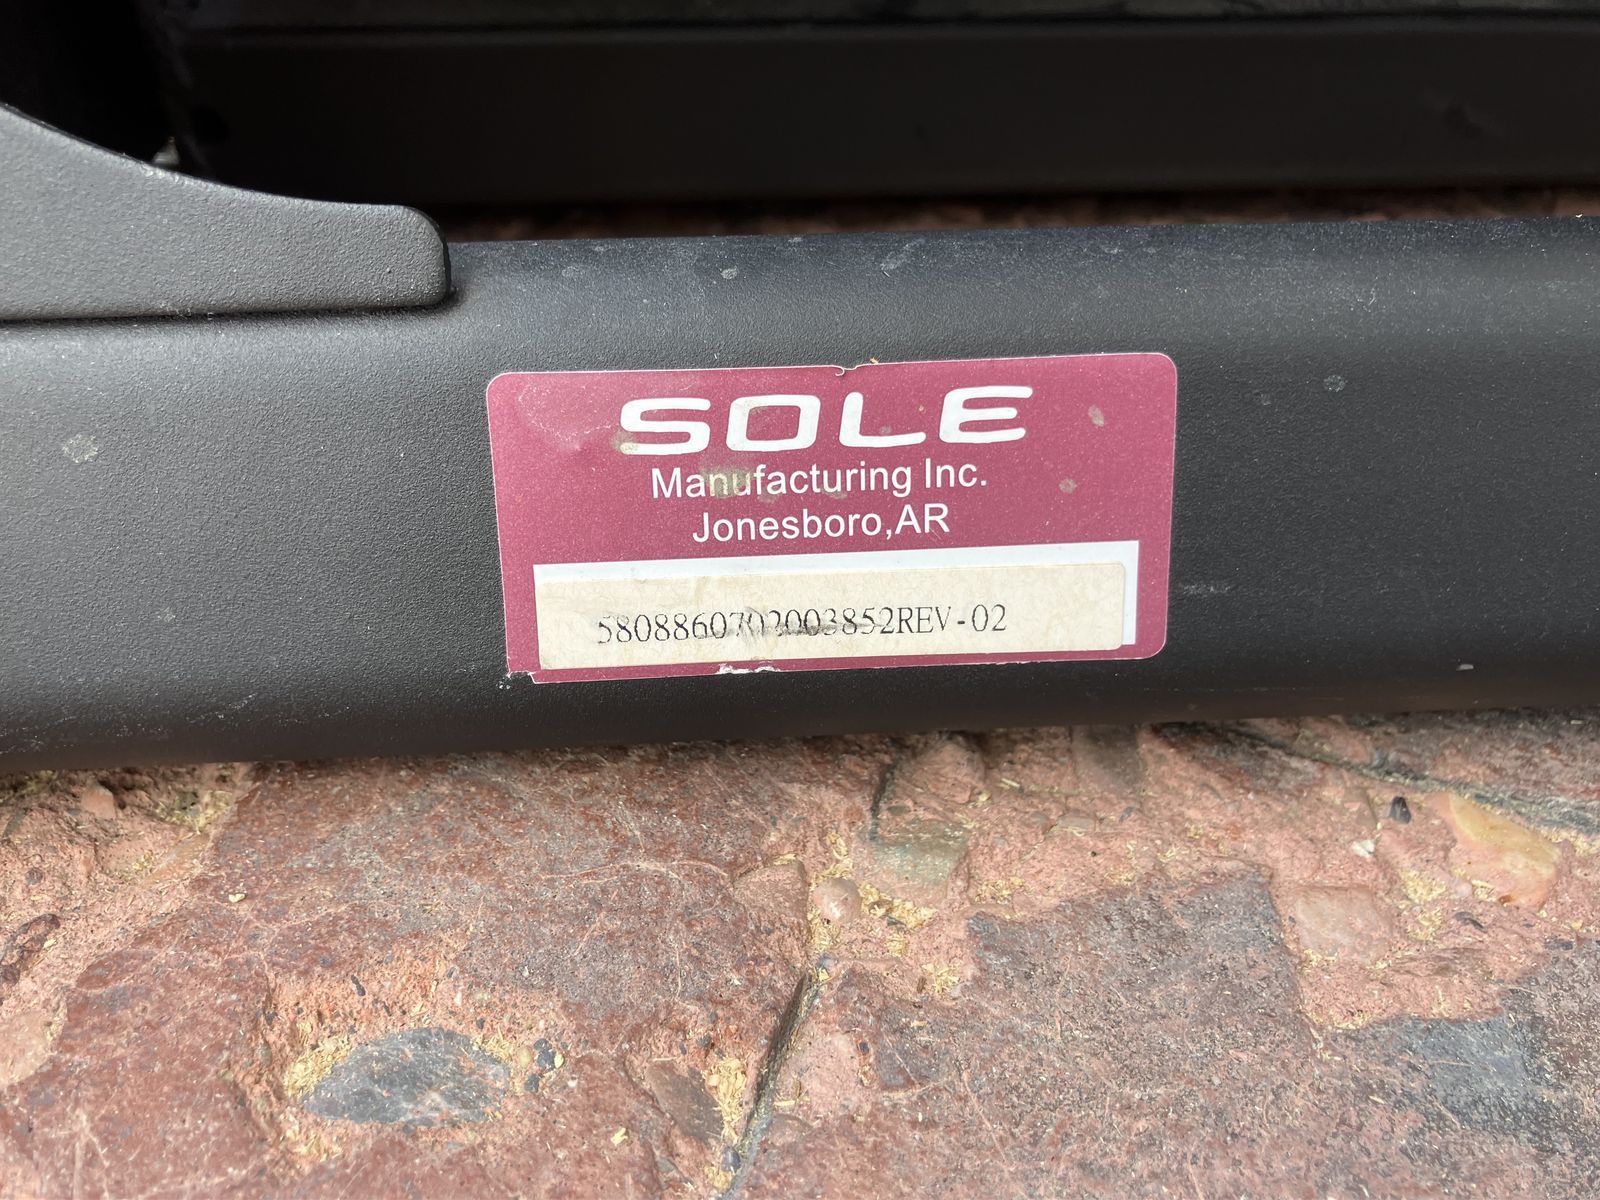 SOLE
Manufacturing Inc.
Jonesboro,AR
5808860702003852REV-02